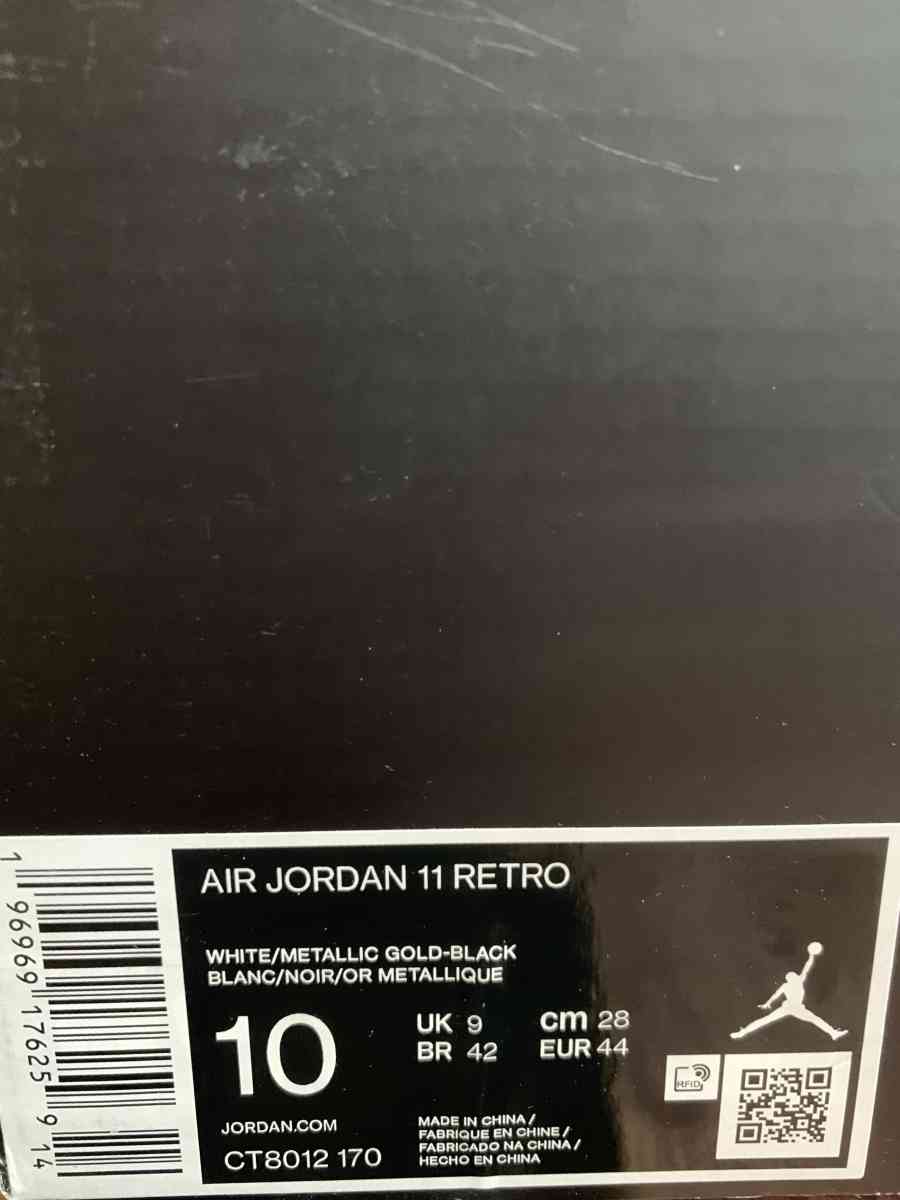 AIR JORDAN 11 RETRO
WHITE/METALLIC GOLD-BLACK
BLANC/NOIR/OR METALLIQUE
10
UK 9 cm 28
BR 42 EUR 44
JORDAN.COM
CT8012 170
MADE IN CHINA /
FABRIQUE EN CHINE /
FABRICADO NA CHINA /
HECHO EN CHINA
RFID
1 96969 17625 9 14